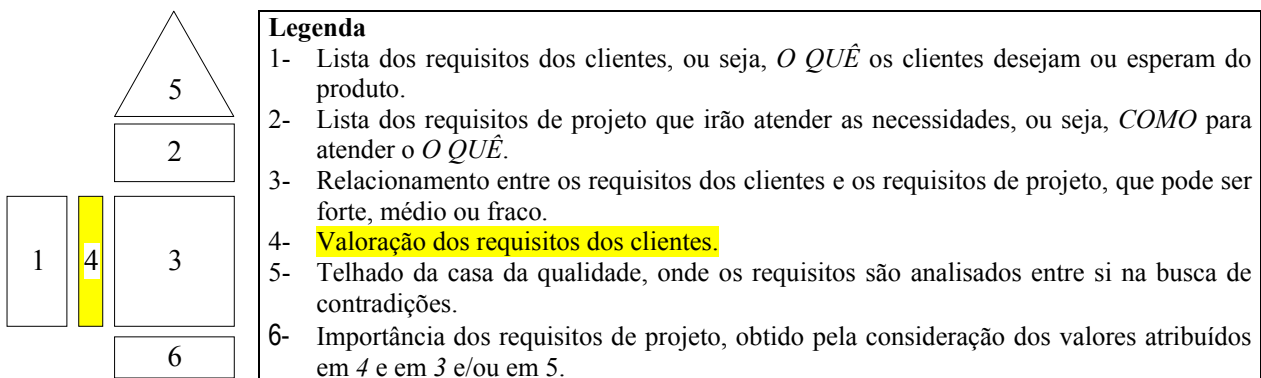 5
2
1
4
3
6
Legenda
1- Lista dos requisitos dos clientes, ou seja, O QUÊ os clientes desejam ou esperam do
produto.
2- Lista dos requisitos de projeto que irão atender as necessidades, ou seja, COMO para
atender o O QUÊ.
3- Relacionamento entre os requisitos dos clientes e os requisitos de projeto, que pode ser
forte, médio ou fraco.
4- Valoração dos requisitos dos clientes.
5- Telhado da casa da qualidade, onde os requisitos são analisados entre si na busca de
contradições.
6- Importância dos requisitos de projeto, obtido pela consideração dos valores atribuídos
em 4 e em 3 e/ou em 5.